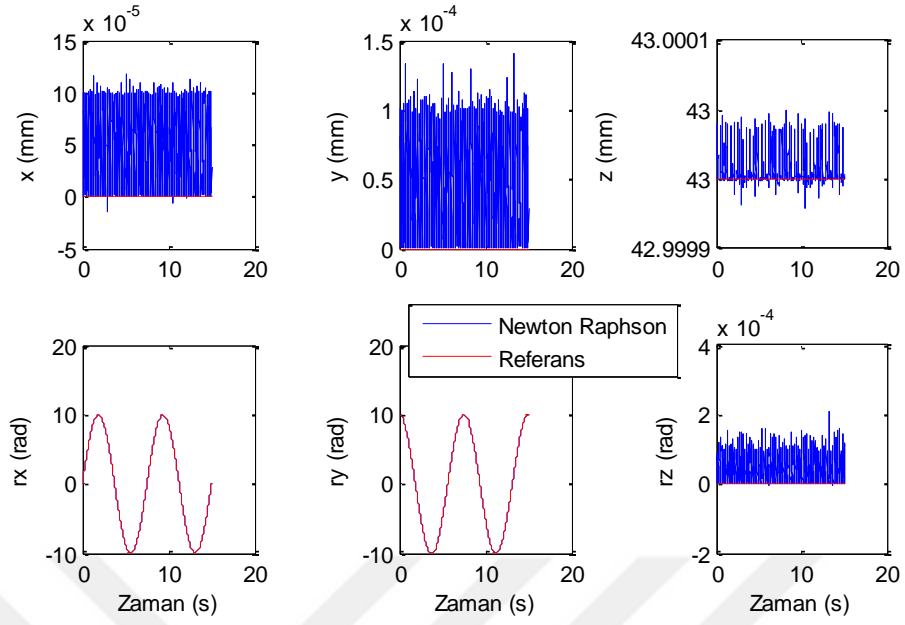 x 10^-5
15
10
5
0
-5
x (mm)
0 10 20
x 10^-4
1.5
1
0.5
0
y (mm)
0 10 20
43.0001
43
43
42.9999
z (mm)
0 10 20
20
10
0
-10
rx (rad)
0 10 20
Zaman (s)
Newton Raphson
Referans
20
10
0
-10
ry (rad)
0 10 20
Zaman (s)
x 10^-4
4
2
0
-2
rz (rad)
0 10 20
Zaman (s)